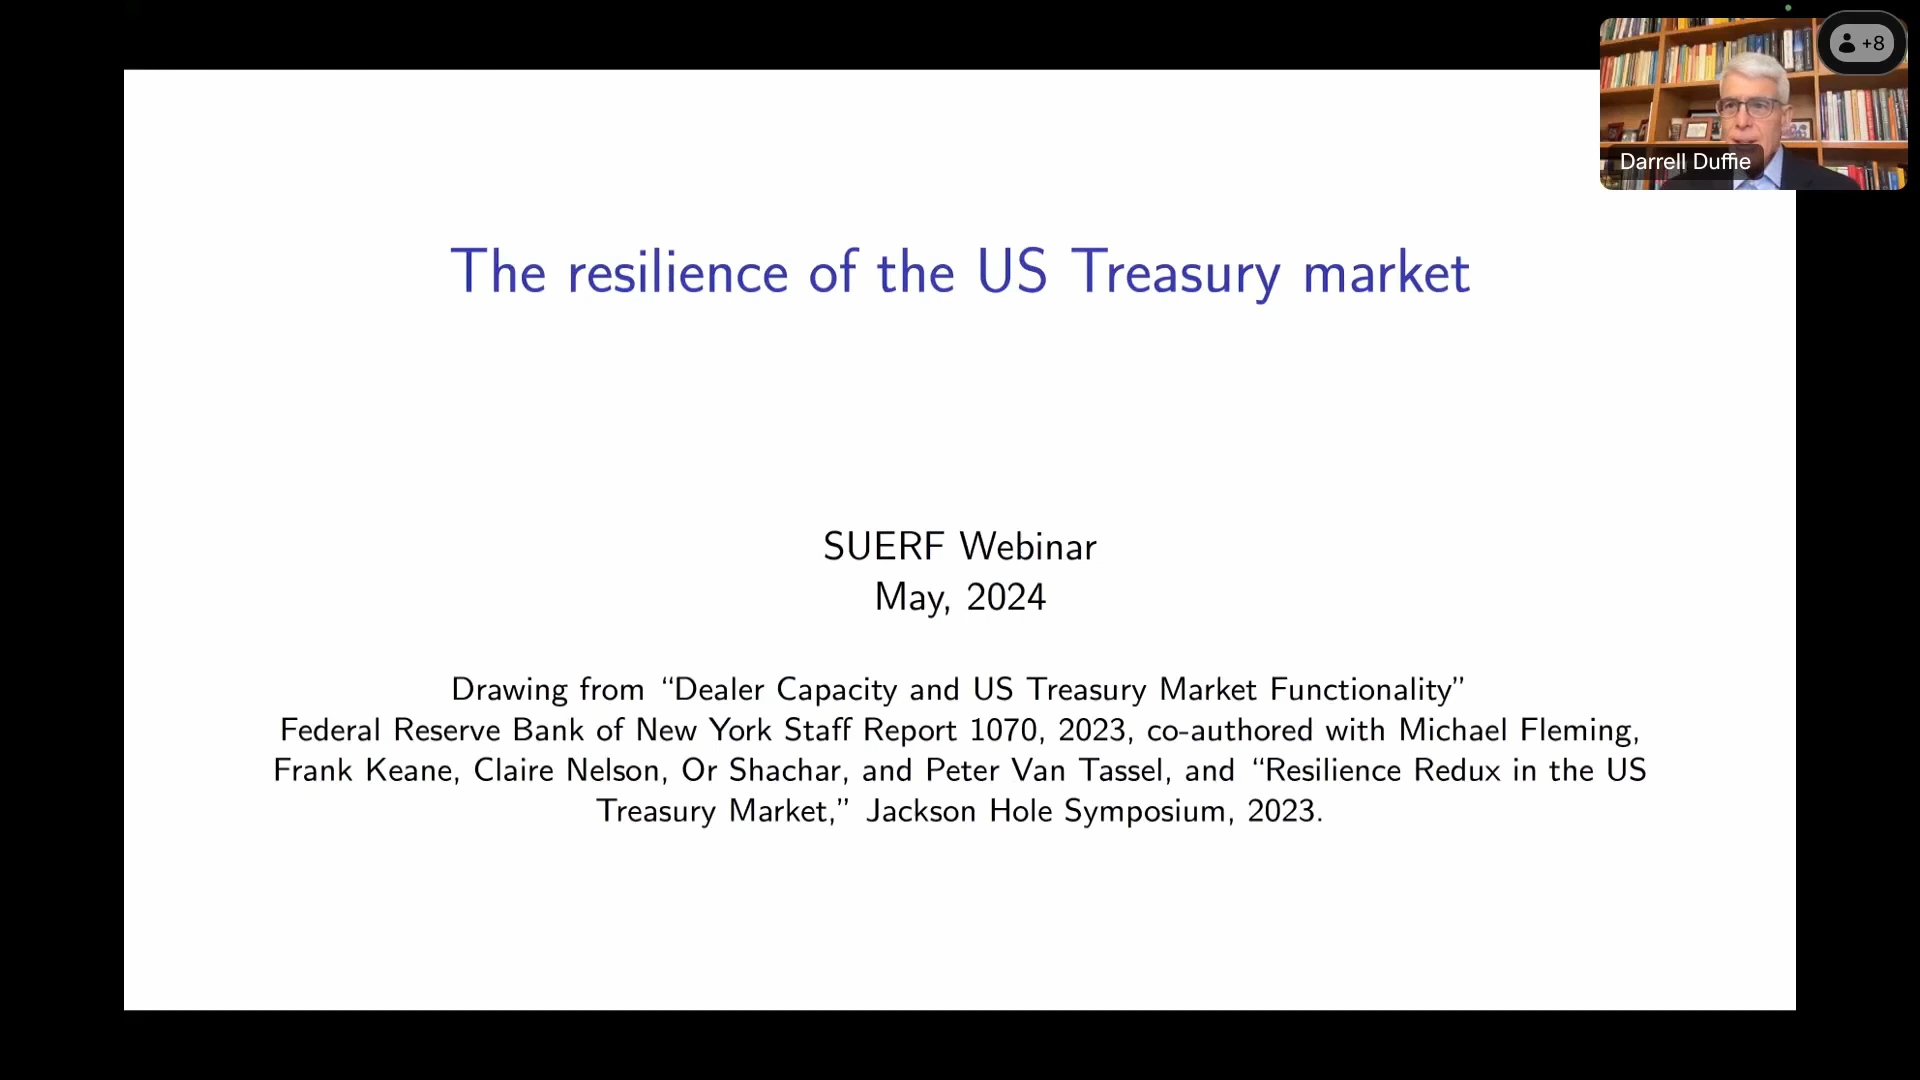 +8
Darrell Duffie
The resilience of the US Treasury market
SUERF Webinar
May, 2024
Drawing from “Dealer Capacity and US Treasury Market Functionality”
Federal Reserve Bank of New York Staff Report 1070, 2023, co-authored with Michael Fleming,
Frank Keane, Claire Nelson, Or Shachar, and Peter Van Tassel, and “Resilience Redux in the US
Treasury Market,” Jackson Hole Symposium, 2023.